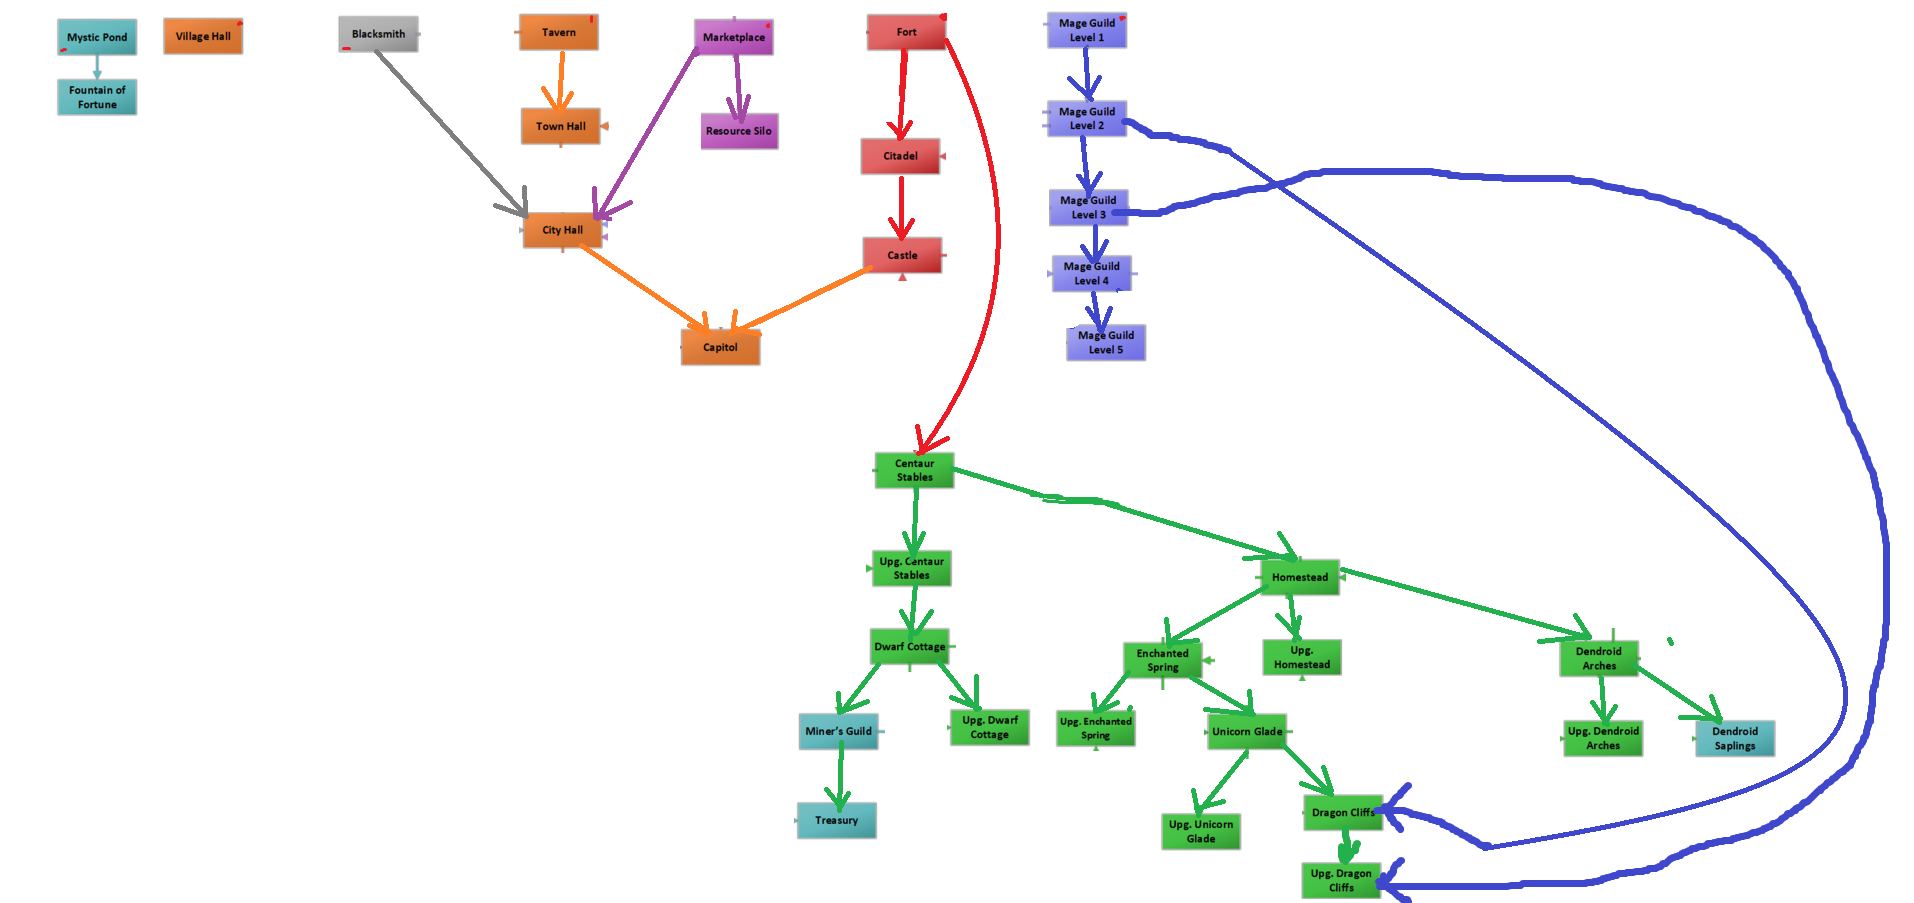 Mystic Pond
Village Hall
Blacksmith
Tavern
Marketplace
Fort
Mage Guild
Level 1
Fountain of
Fortune
Town Hall
Resource Silo
Citadel
Mage Guild
Level 2
City Hall
Castle
Mage Guild
Level 3
Mage Guild
Level 4
Capitol
Mage Guild
Level 5
Centaur
Stables
Upg. Centaur
Stables
Homestead
Dwarf Cottage
Enchanted
Spring
Upg.
Homestead
Dendroid
Arches
Miner's Guild
Upg. Dwarf
Cottage
Upg. Enchanted
Spring
Unicorn Glade
Upg. Dendroid
Arches
Dendroid
Saplings
Treasury
Upg. Unicorn
Glade
Dragon Cliffs
Upg. Dragon
Cliffs